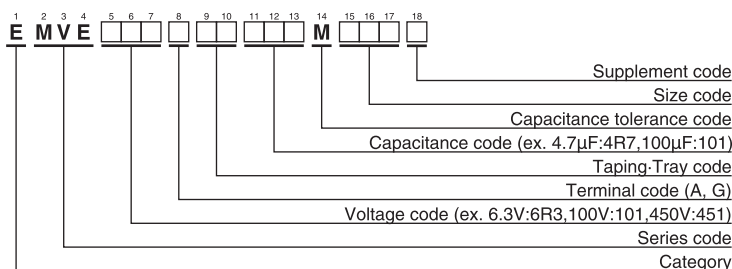 1 2 3 4 5 6 7 8 9 10 11 12 13 14 15 16 17 18
E M V E M
Supplement code
Size code
Capacitance tolerance code
Capacitance code (ex. 4.7µF:4R7,100µF:101)
Taping·Tray code
Terminal code (A, G)
Voltage code (ex. 6.3V:6R3,100V:101,450V:451)
Series code
Category